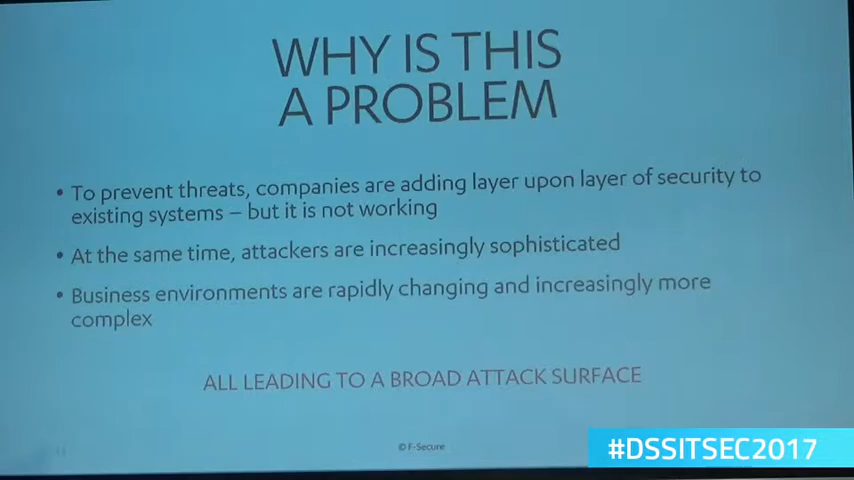 WHY IS THIS
A PROBLEM
• To prevent threats, companies are adding layer upon layer of security to
existing systems – but it is not working
• At the same time, attackers are increasingly sophisticated
• Business environments are rapidly changing and increasingly more
complex
ALL LEADING TO A BROAD ATTACK SURFACE
© F-Secure
#DSSITSEC2017